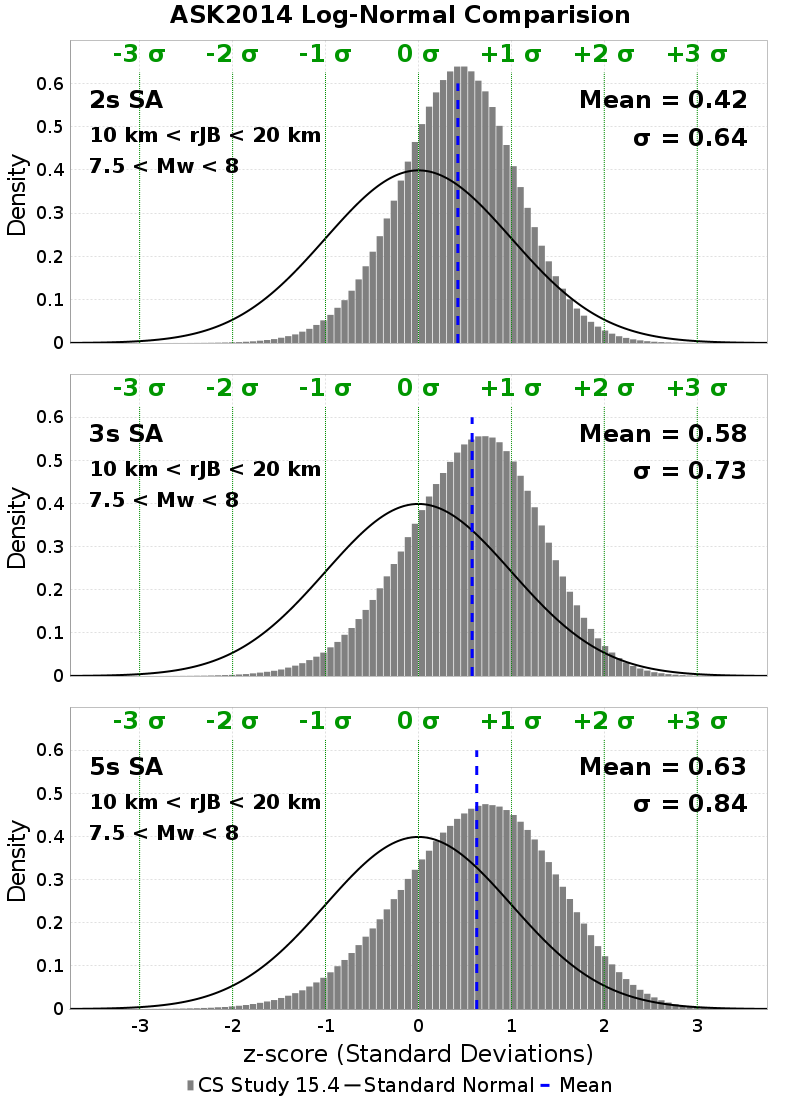 ASK2014 Log-Normal Comparision
-3 σ -2 σ -1 σ 0 σ +1 σ +2 σ +3 σ
2s SA
10 km < rJB < 20 km
7.5 < Mw < 8
Mean = 0.42
σ = 0.64
Density
0.6
0.5
0.4
0.3
0.2
0.1
0
-3 σ -2 σ -1 σ 0 σ +1 σ +2 σ +3 σ
3s SA
10 km < rJB < 20 km
7.5 < Mw < 8
Mean = 0.58
σ = 0.73
Density
0.6
0.5
0.4
0.3
0.2
0.1
0
-3 σ -2 σ -1 σ 0 σ +1 σ +2 σ +3 σ
5s SA
10 km < rJB < 20 km
7.5 < Mw < 8
Mean = 0.63
σ = 0.84
Density
0.6
0.5
0.4
0.3
0.2
0.1
0
-3 -2 -1 0 1 2 3
z-score (Standard Deviations)
CS Study 15.4 Standard Normal Mean